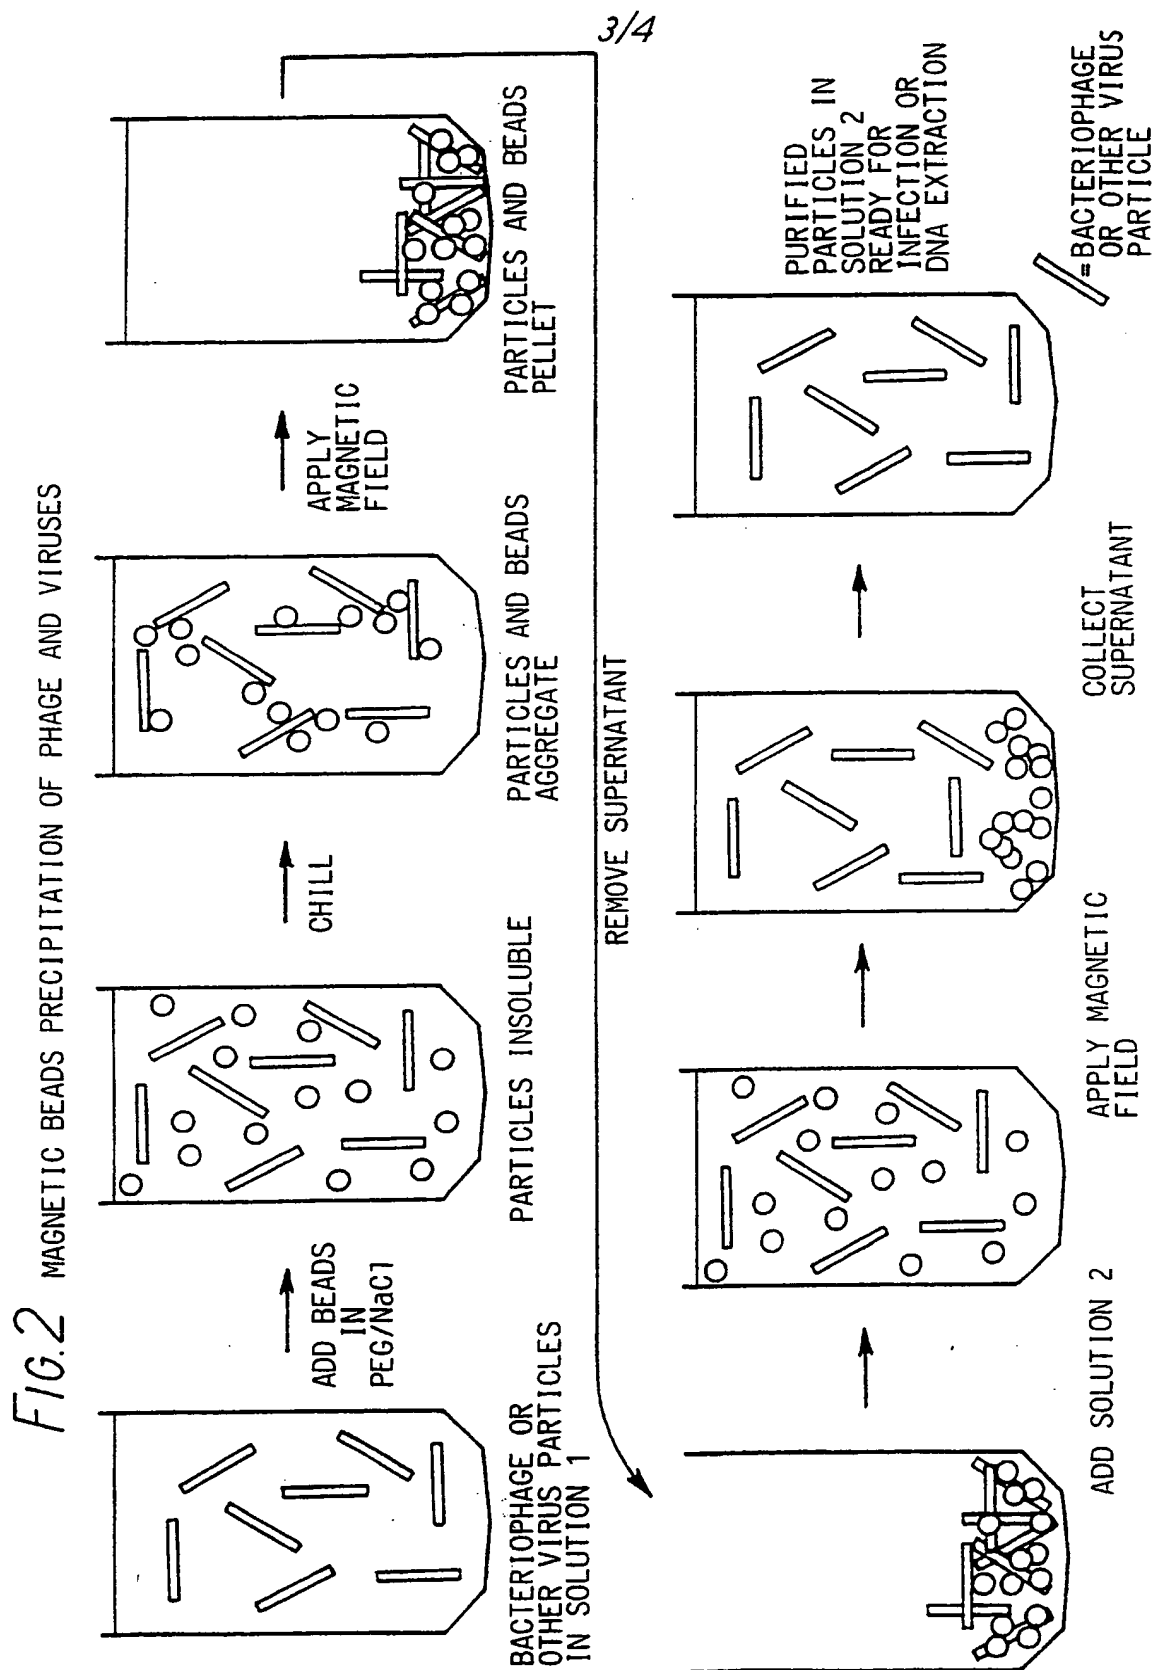 3/4
FIG.2 MAGNETIC BEADS PRECIPITATION OF PHAGE AND VIRUSES
BACTERIOPHAGE OR
OTHER VIRUS PARTICLES
IN SOLUTION 1
ADD BEADS
IN
PEG/NaCl
PARTICLES INSOLUBLE
CHILL
PARTICLES AND BEADS
AGGREGATE
APPLY
MAGNETIC
FIELD
PARTICLES AND BEADS
PELLET
REMOVE SUPERNATANT
ADD SOLUTION 2
APPLY MAGNETIC
FIELD
COLLECT
SUPERNATANT
PURIFIED
PARTICLES IN
SOLUTION 2
READY FOR
INFECTION OR
DNA EXTRACTION
=BACTERIOPHAGE
OR OTHER VIRUS
PARTICLE